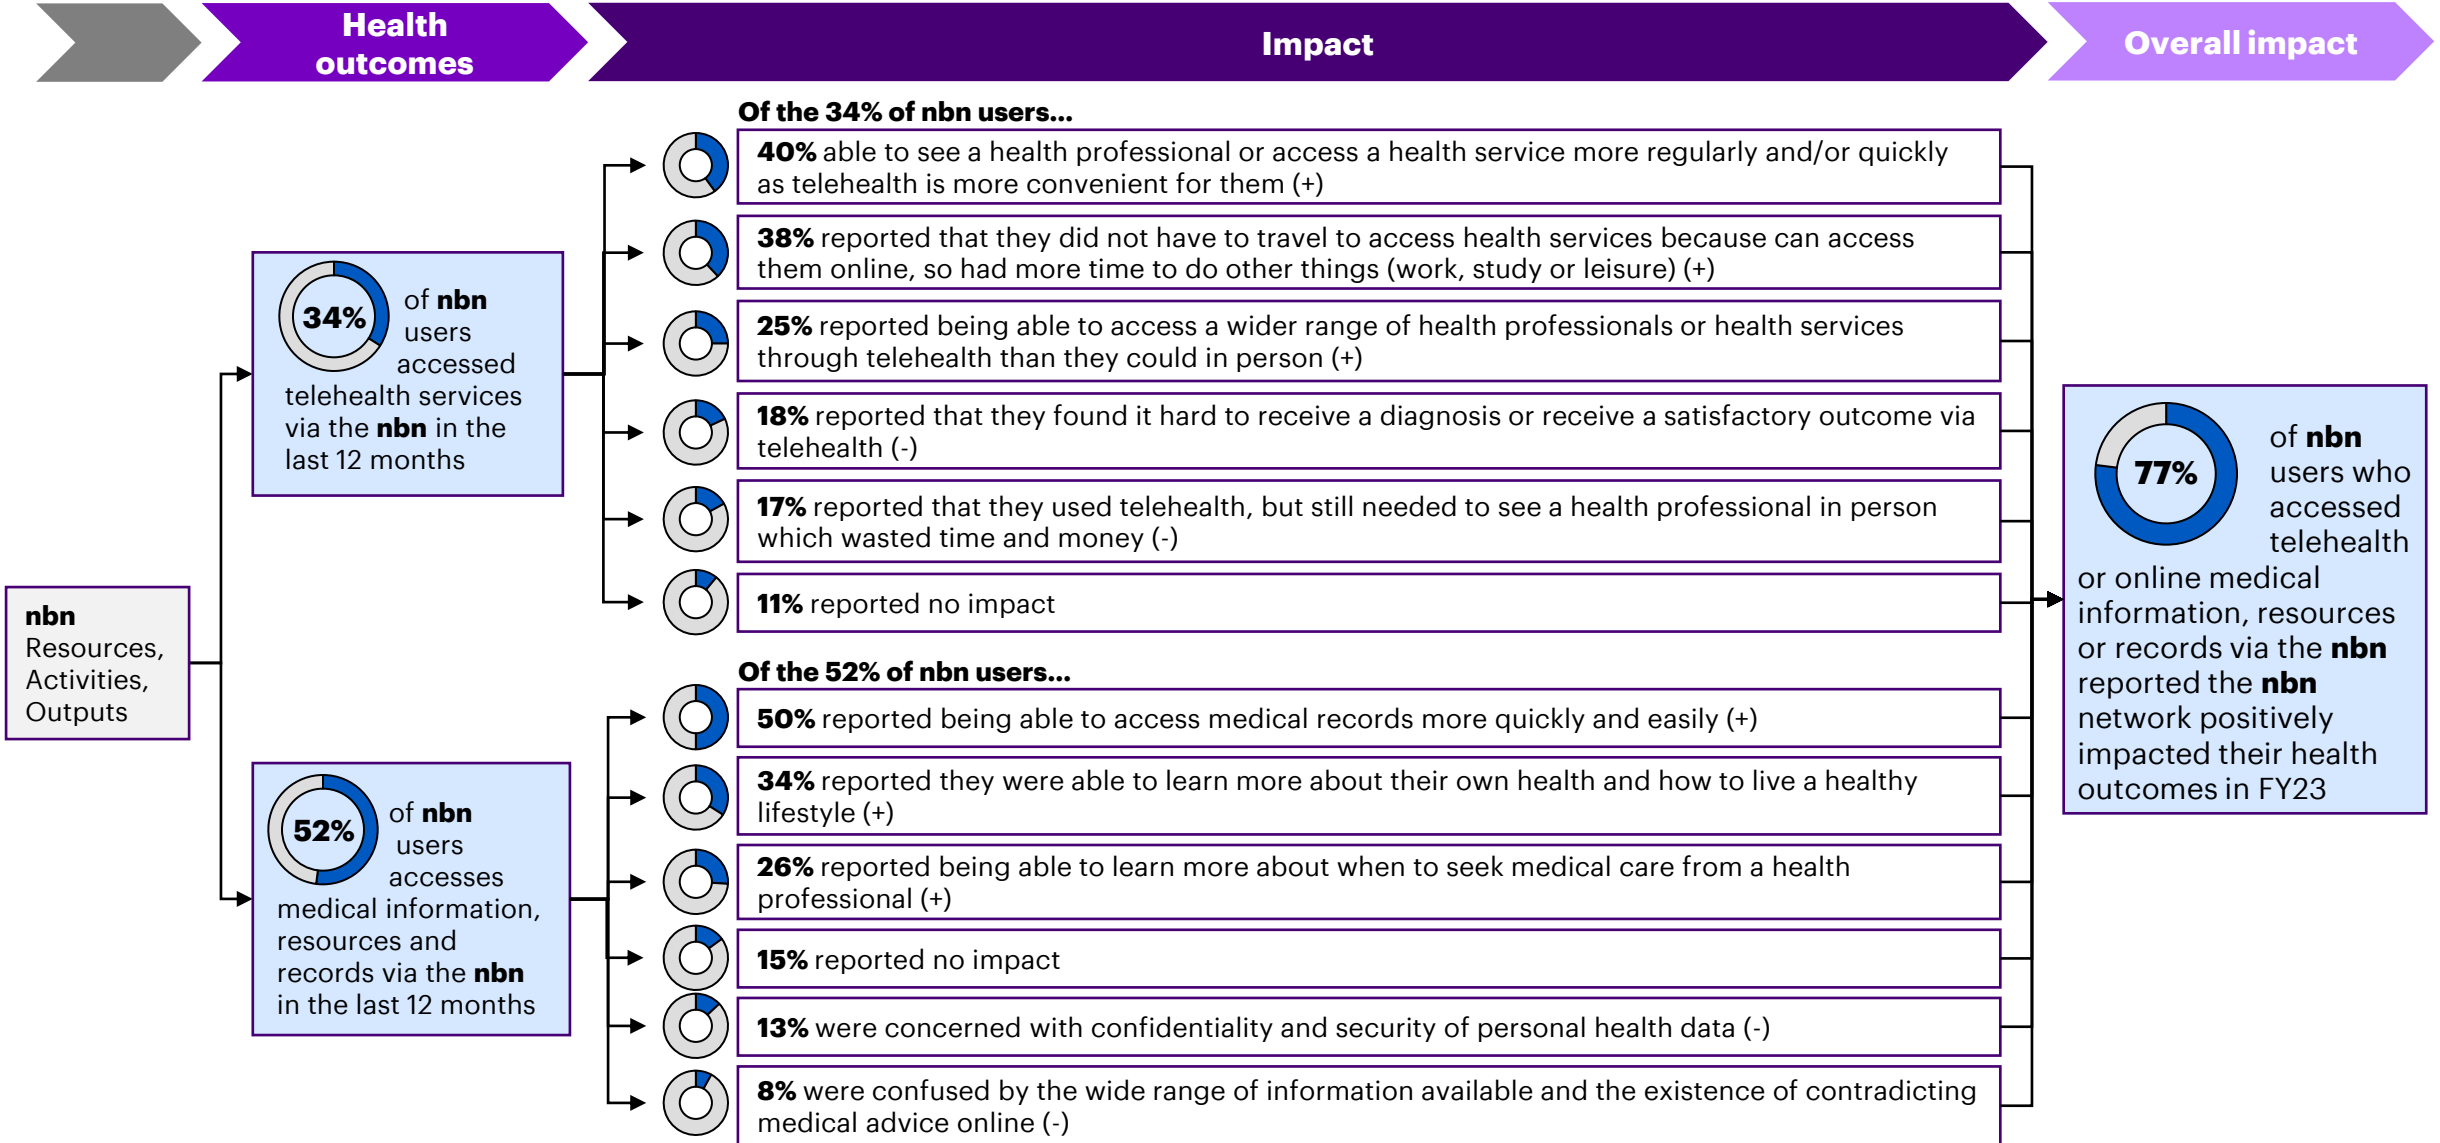 Health
outcomes
Impact
Overall impact
nbn
Resources,
Activities,
Outputs
34%
of nbn
users
accessed
telehealth services
via the nbn in the
last 12 months
52%
of nbn
users
accesses
medical information,
resources and
records via the nbn
in the last 12 months
Of the 34% of nbn users...
40% able to see a health professional or access a health service more regularly and/or quickly
as telehealth is more convenient for them (+)
38% reported that they did not have to travel to access health services because can access
them online, so had more time to do other things (work, study or leisure) (+)
25% reported being able to access a wider range of health professionals or health services
through telehealth than they could in person (+)
18% reported that they found it hard to receive a diagnosis or receive a satisfactory outcome via
telehealth (-)
17% reported that they used telehealth, but still needed to see a health professional in person
which wasted time and money (-)
11% reported no impact
Of the 52% of nbn users...
50% reported being able to access medical records more quickly and easily (+)
34% reported they were able to learn more about their own health and how to live a healthy
lifestyle (+)
26% reported being able to learn more about when to seek medical care from a health
professional (+)
15% reported no impact
13% were concerned with confidentiality and security of personal health data (-)
8% were confused by the wide range of information available and the existence of contradicting
medical advice online (-)
77%
of nbn
users who
accessed
telehealth
or online medical
information, resources
or records via the nbn
reported the nbn
network positively
impacted their health
outcomes in FY23